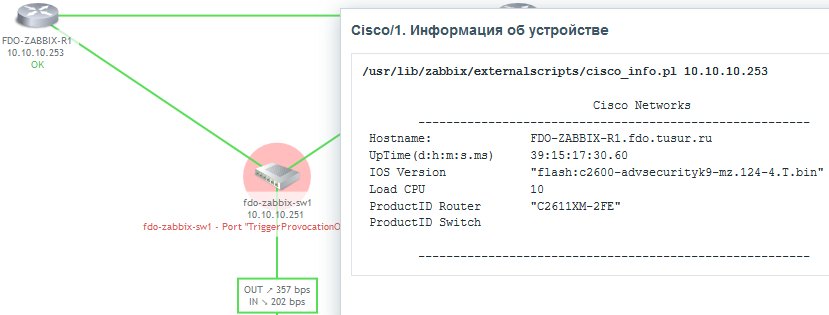 FDO-ZABBIX-R1
10.10.10.253
OK
fdo-zabbix-sw1
10.10.10.251
fdo-zabbix-sw1 - Port "TriggerProvocationO
OUT ↗ 357 bps
IN ↘ 202 bps
Cisco/1. Информация об устройстве
/usr/lib/zabbix/externalscripts/cisco_info.pl 10.10.10.253
Cisco Networks
Hostname: FDO-ZABBIX-R1.fdo.tusur.ru
UpTime(d:h:m:s.ms) 39:15:17:30.60
IOS Version "flash:c2600-advsecurityk9-mz.124-4.T.bin"
Load CPU 10
ProductID Router "C2611XM-2FE"
ProductID Switch